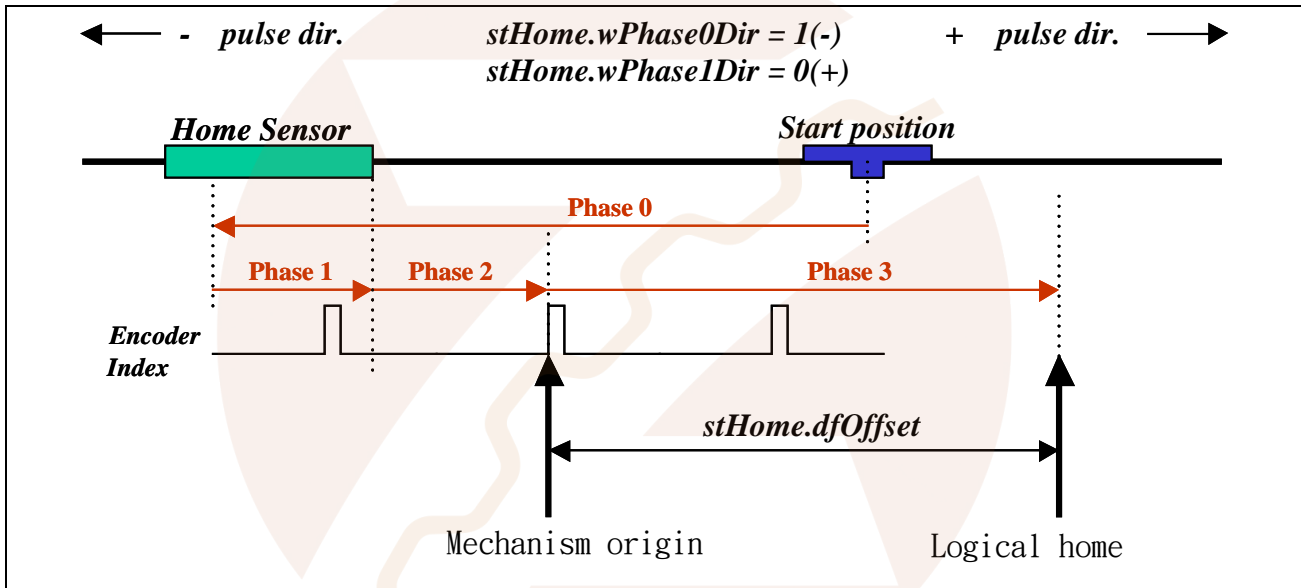 - pulse dir.
stHome.wPhase0Dir = 1(-)
+ pulse dir.
stHome.wPhase1Dir = 0(+)
Home Sensor
Start position
Phase 0
Phase 1
Phase 2
Phase 3
Encoder
Index
stHome.dfOffset
Mechanism origin
Logical home